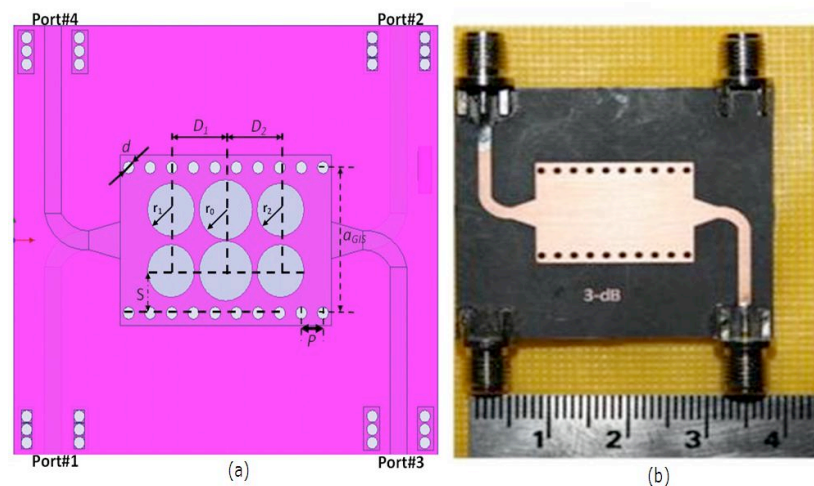 Port#4
Port#2
D1
D2
d
r1
r0
r2
aGIS
S
P
Port#1
Port#3
(a)
3-dB
1 2 3 4
(b)